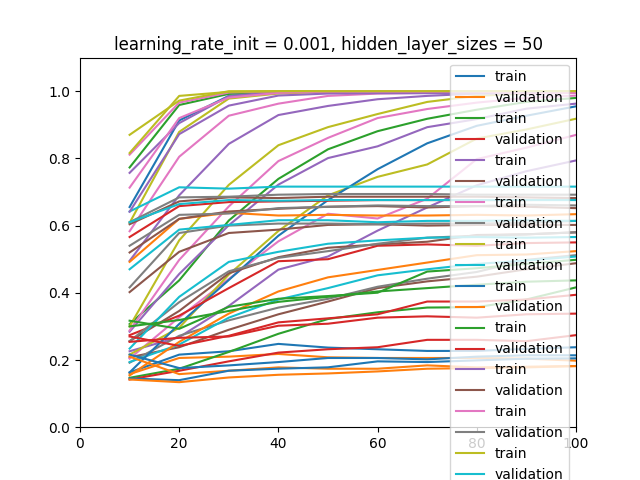 learning_rate_init = 0.001, hidden_layer_sizes = 50
1.0
0.8
0.6
0.4
0.2
0.0
0
20
40
60
80
100
train
validation
train
validation
train
validation
train
validation
train
validation
train
validation
train
validation
train
validation
train
validation
train
validation